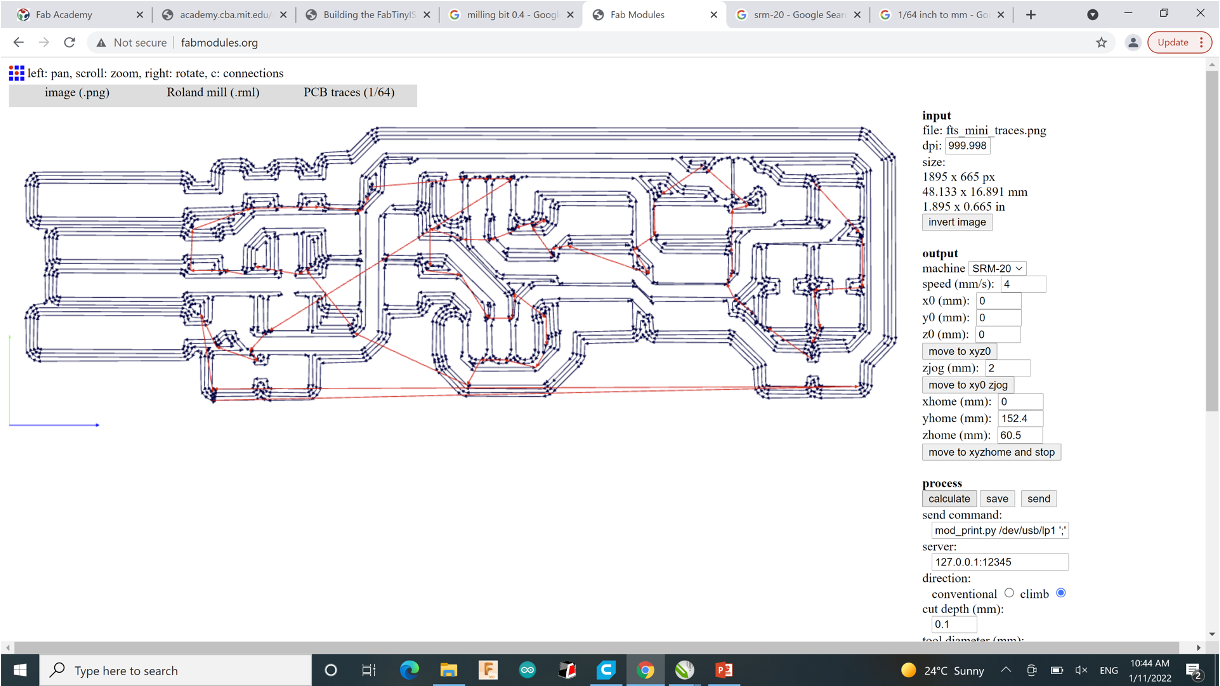 Fab Academy
academy.cba.mit.edu/
Building the FabTinyIS
milling bit 0.4 - Googl
Fab Modules
srm-20 - Google Sear
1/64 inch to mm - Go
Not secure
fabmodules.org
Update
left: pan, scroll: zoom, right: rotate, c: connections
image (.png)
Roland mill (.rml)
PCB traces (1/64)
input
file: fts_mini_traces.png
dpi: 999.998
size:
1895 x 665 px
48.133 x 16.891 mm
1.895 x 0.665 in
invert image
output
machine SRM-20
speed (mm/s): 4
x0 (mm): 0
y0 (mm): 0
z0 (mm): 0
move to xyz0
zjog (mm): 2
move to xy0 zjog
xhome (mm): 0
yhome (mm): 152.4
zhome (mm): 60.5
move to xyzhome and stop
process
calculate save send
send command:
mod_print.py /dev/usb/lp1 ';'
server:
127.0.0.1:12345
direction:
conventional climb
cut depth (mm):
0.1
tool diameter (mm):
Type here to search
24°C Sunny
ENG
10:44 AM
1/11/2022
2